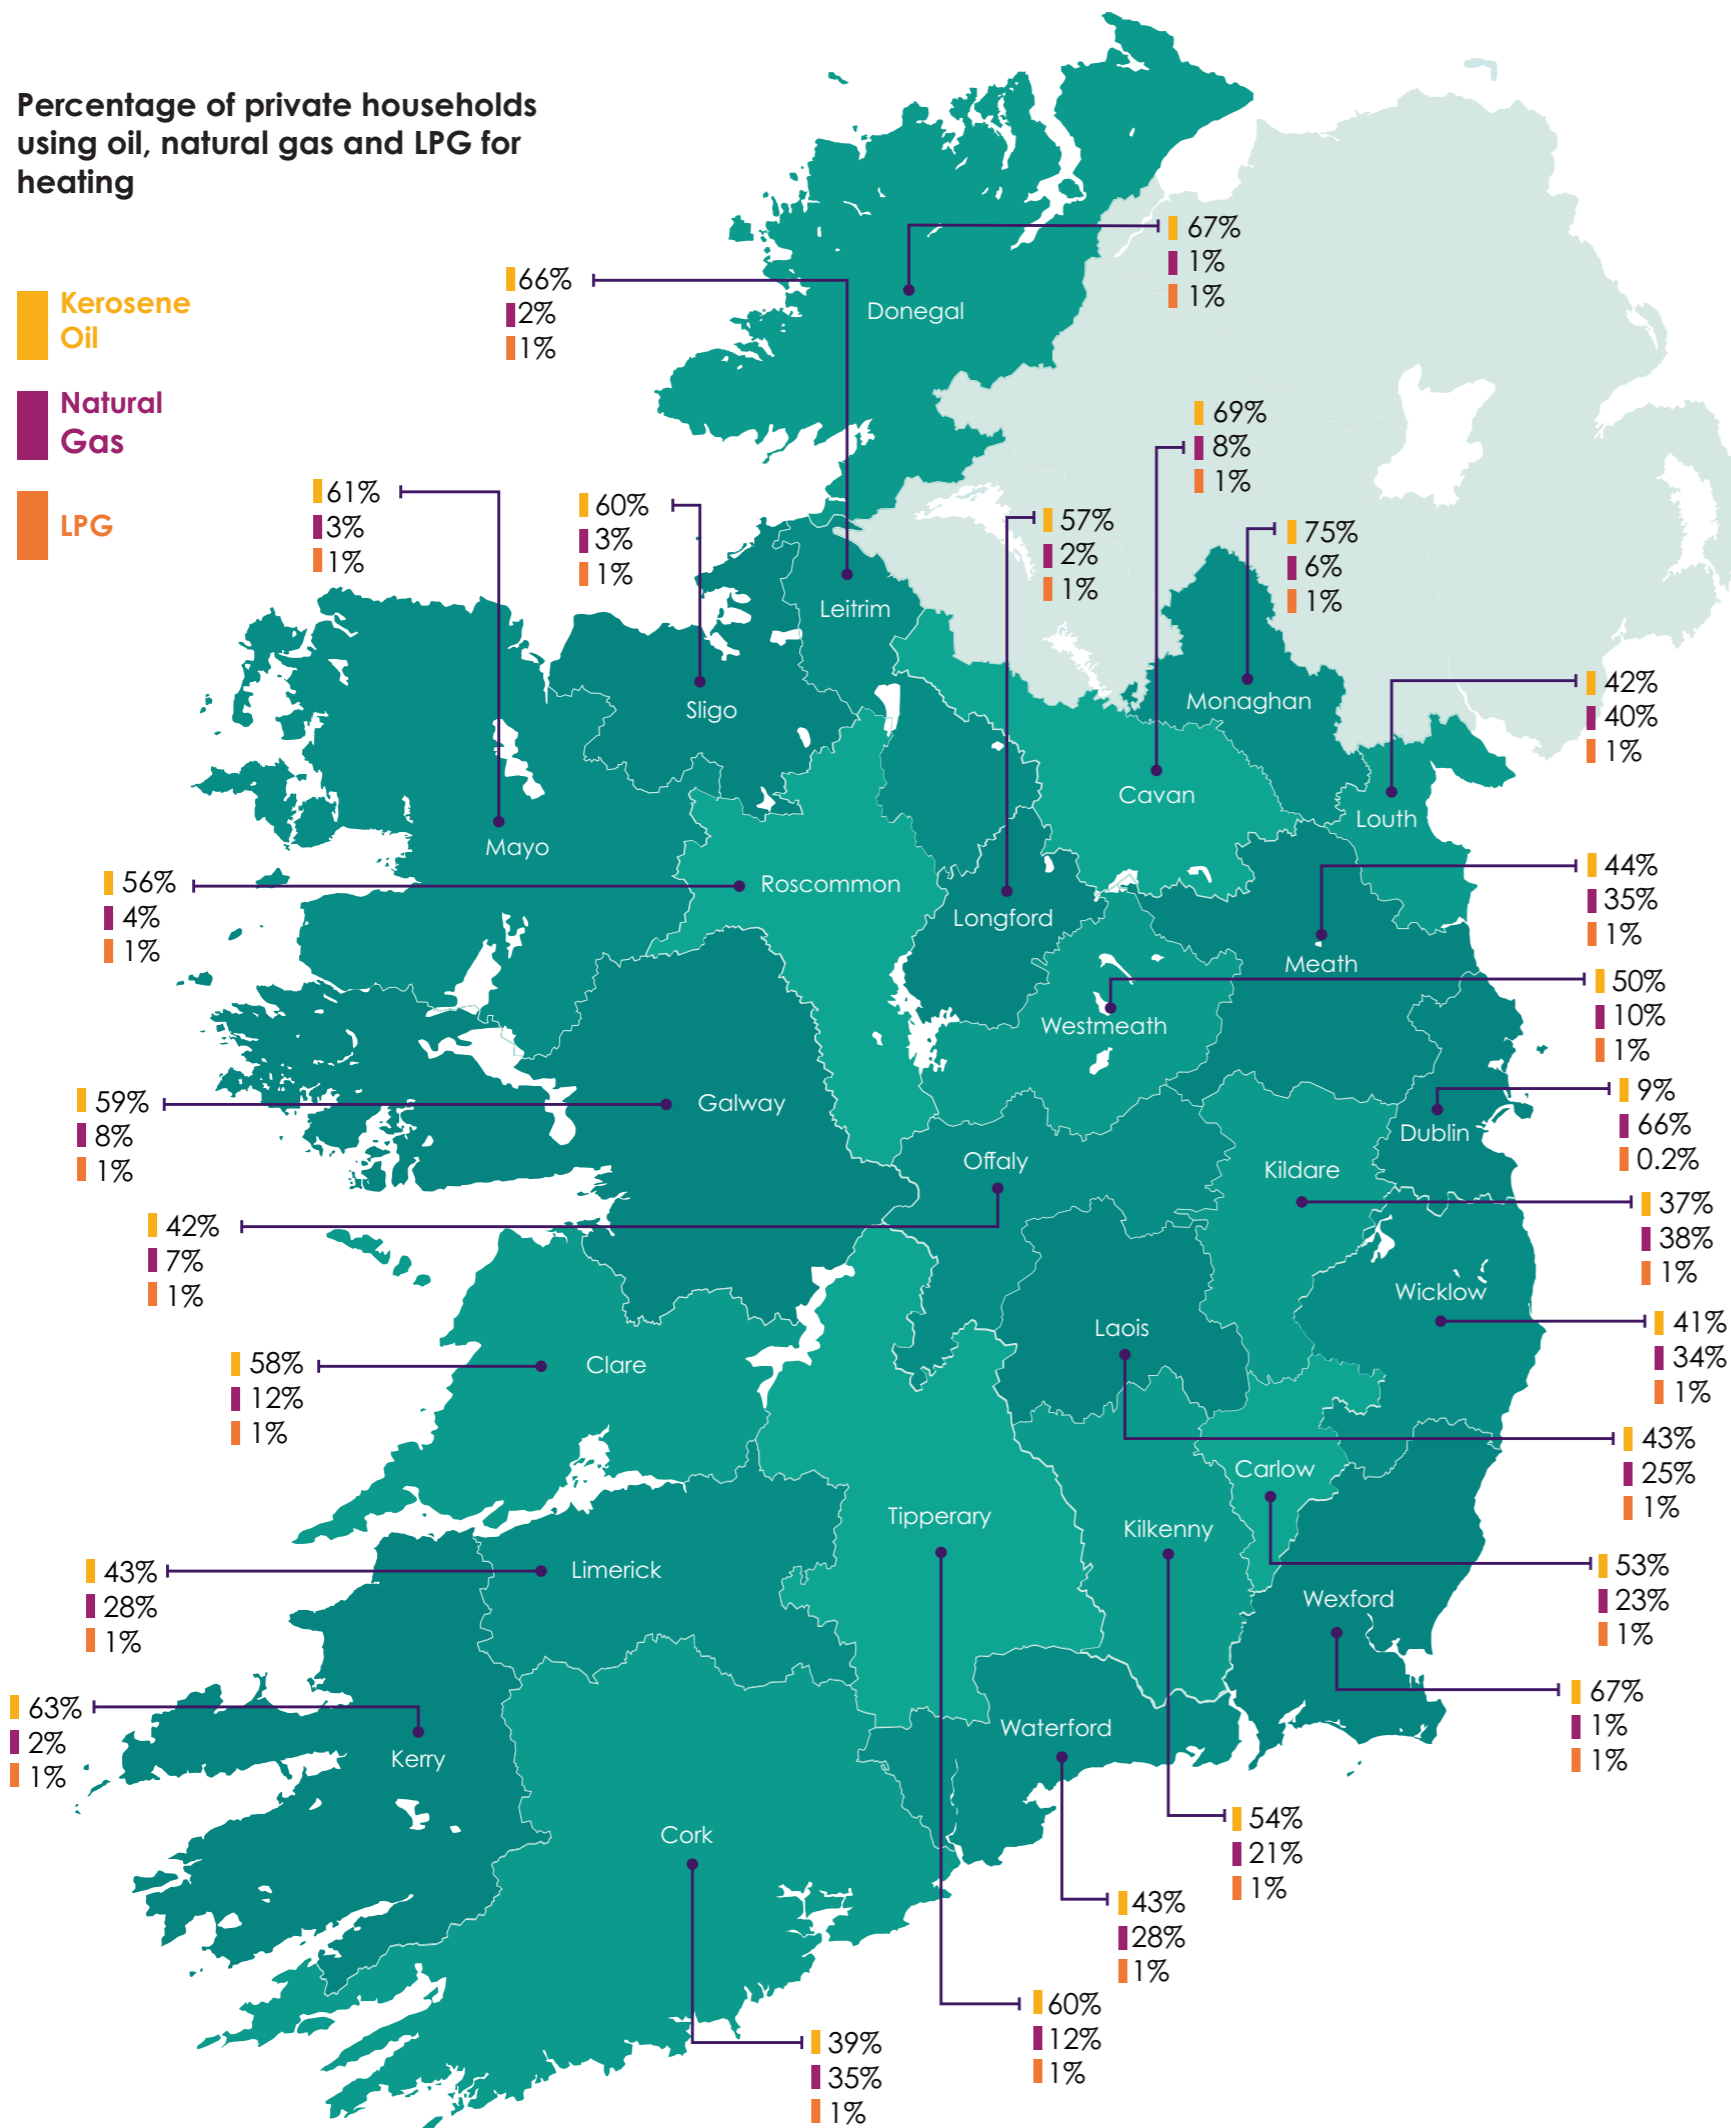 Percentage of private households
using oil, natural gas and LPG for
heating
Kerosene
Oil
Natural
Gas
LPG
67%
1%
1%
Donegal
66%
2%
1%
Leitrim
69%
8%
1%
Cavan
61%
3%
1%
Mayo
60%
3%
1%
Sligo
57%
2%
1%
Longford
75%
6%
1%
Monaghan
42%
40%
1%
Louth
56%
4%
1%
Roscommon
44%
35%
1%
Meath
50%
10%
1%
Westmeath
59%
8%
1%
Galway
9%
66%
0.2%
Dublin
42%
7%
1%
Offaly
37%
38%
1%
Kildare
41%
34%
1%
Wicklow
58%
12%
1%
Clare
43%
25%
1%
Laois
43%
28%
1%
Limerick
53%
23%
1%
Carlow
63%
2%
1%
Kerry
67%
1%
1%
Wexford
54%
21%
1%
Kilkenny
43%
28%
1%
Waterford
60%
12%
1%
Tipperary
39%
35%
1%
Cork